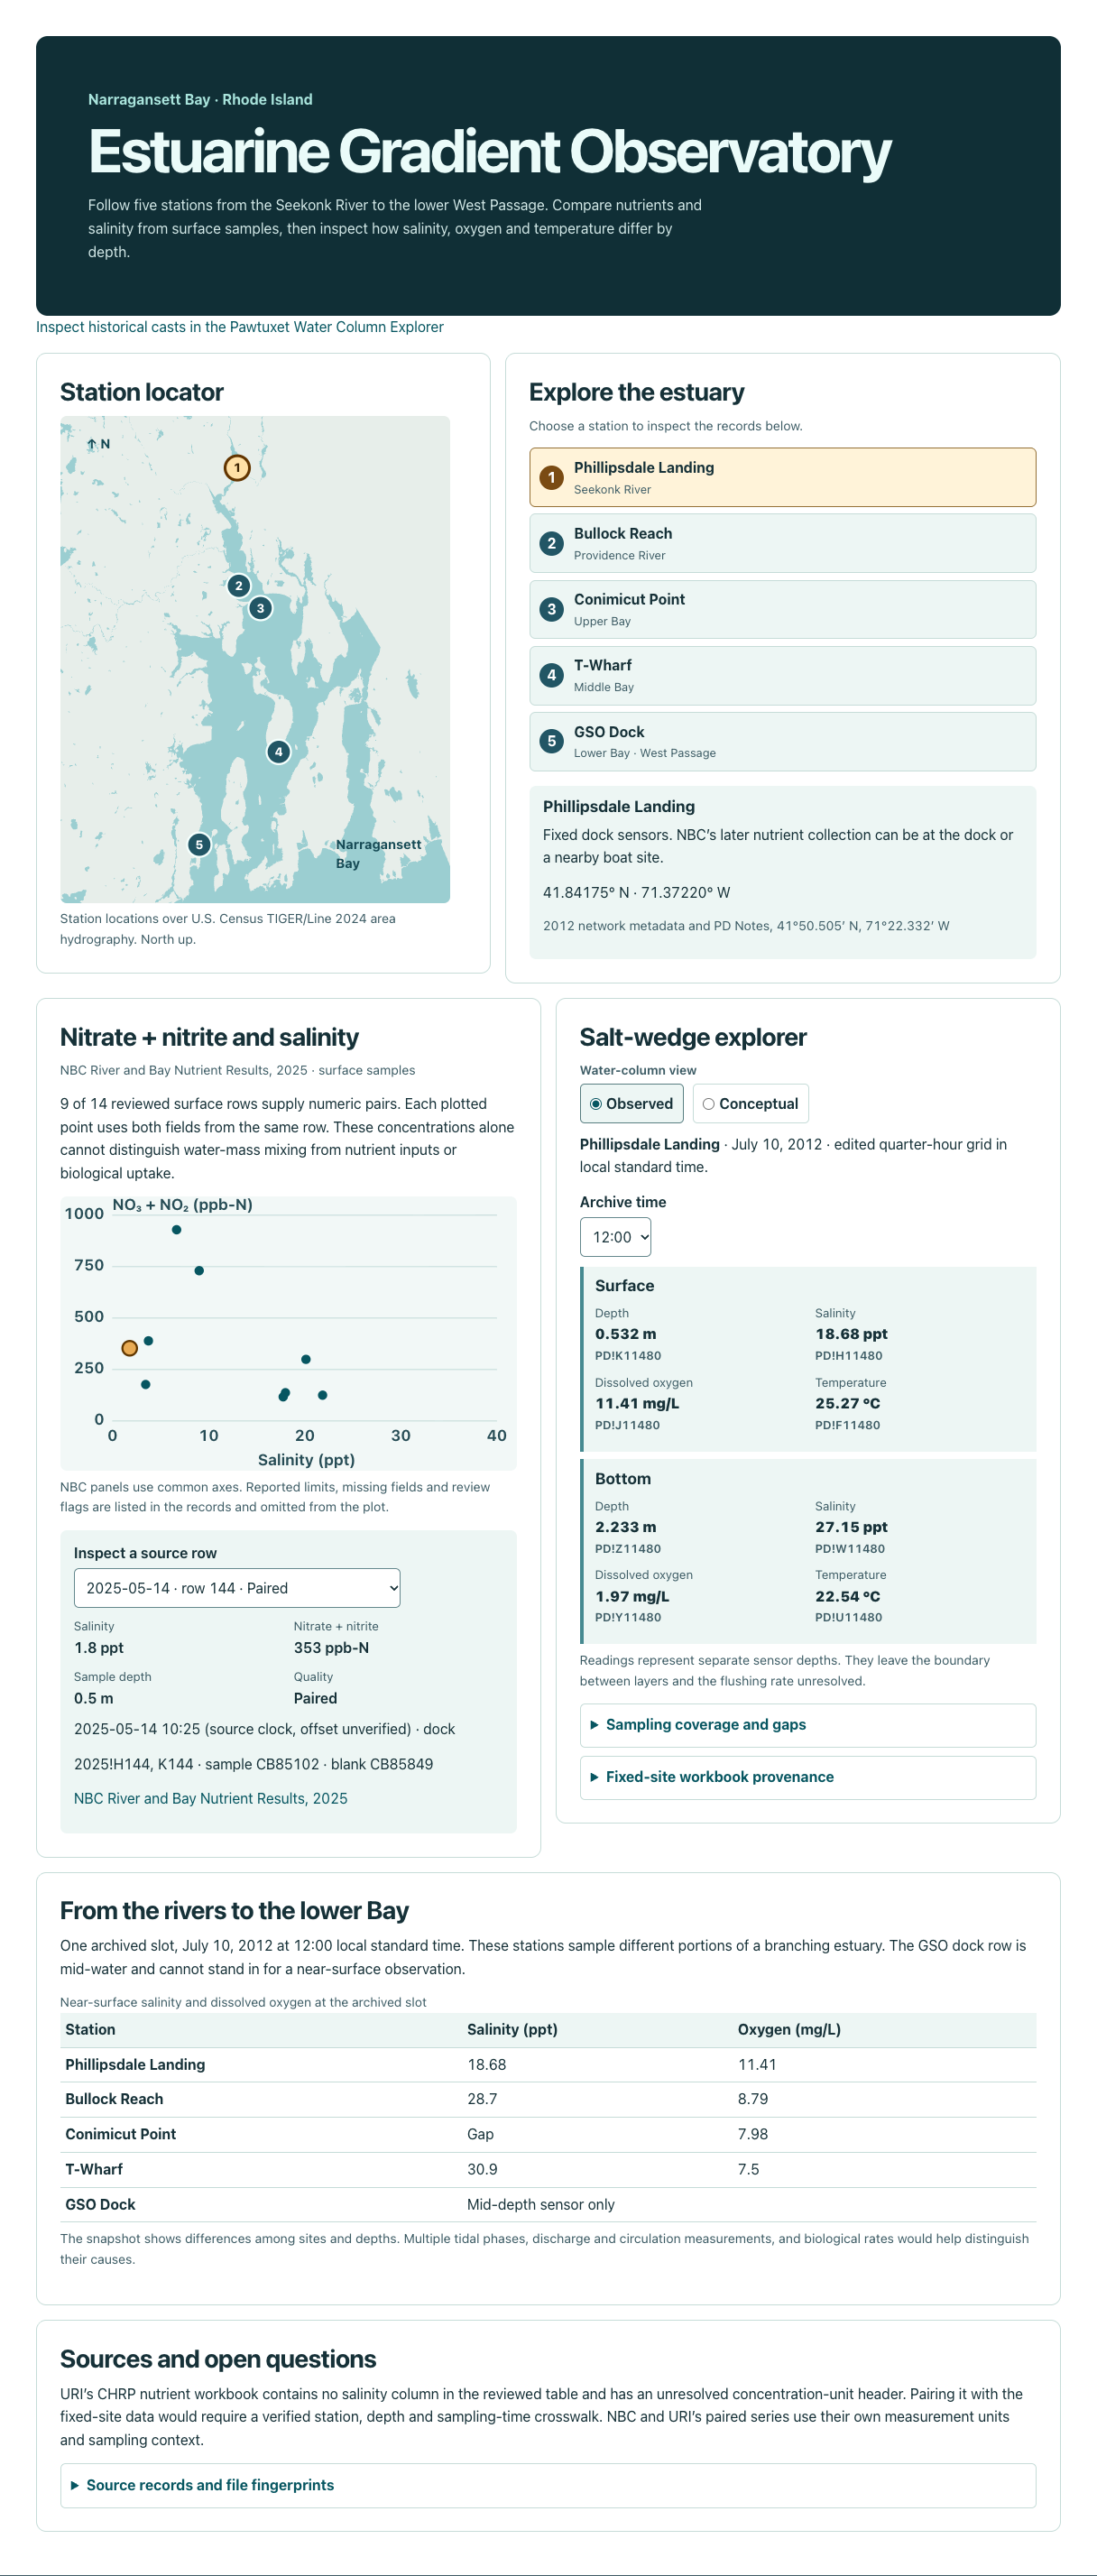 Narragansett Bay · Rhode Island
Estuarine Gradient Observatory
Follow five stations from the Seekonk River to the lower West Passage. Compare nutrients and
salinity from surface samples, then inspect how salinity, oxygen and temperature differ by
depth.
Inspect historical casts in the Pawtuxet Water Column Explorer
Station locator
↑ N
1
2
3
4
5
Narragansett
Bay
Station locations over U.S. Census TIGER/Line 2024 area
hydrography. North up.
Explore the estuary
Choose a station to inspect the records below.
1 Phillipsdale Landing
Seekonk River
2 Bullock Reach
Providence River
3 Conimicut Point
Upper Bay
4 T-Wharf
Middle Bay
5 GSO Dock
Lower Bay · West Passage
Phillipsdale Landing
Fixed dock sensors. NBC’s later nutrient collection can be at the dock or
a nearby boat site.
41.84175° N · 71.37220° W
2012 network metadata and PD Notes, 41°50.505′ N, 71°22.332′ W
Nitrate + nitrite and salinity
NBC River and Bay Nutrient Results, 2025 · surface samples
9 of 14 reviewed surface rows supply numeric pairs. Each plotted
point uses both fields from the same row. These concentrations alone
cannot distinguish water-mass mixing from nutrient inputs or
biological uptake.
NO₃ + NO₂ (ppb-N)
1000
750
500
250
0
0 10 20 30 40
Salinity (ppt)
NBC panels use common axes. Reported limits, missing fields and review
flags are listed in the records and omitted from the plot.
Inspect a source row
2025-05-14 · row 144 · Paired
Salinity Nitrate + nitrite
1.8 ppt 353 ppb-N
Sample depth Quality
0.5 m Paired
2025-05-14 10:25 (source clock, offset unverified) · dock
2025!H144, K144 · sample CB85102 · blank CB85849
NBC River and Bay Nutrient Results, 2025
Salt-wedge explorer
Water-column view
Observed Conceptual
Phillipsdale Landing · July 10, 2012 · edited quarter-hour grid in
local standard time.
Archive time
12:00
Surface
Depth Salinity
0.532 m 18.68 ppt
PD!K11480 PD!H11480
Dissolved oxygen Temperature
11.41 mg/L 25.27 °C
PD!J11480 PD!F11480
Bottom
Depth Salinity
2.233 m 27.15 ppt
PD!Z11480 PD!W11480
Dissolved oxygen Temperature
1.97 mg/L 22.54 °C
PD!Y11480 PD!U11480
Readings represent separate sensor depths. They leave the boundary
between layers and the flushing rate unresolved.
Sampling coverage and gaps
Fixed-site workbook provenance
From the rivers to the lower Bay
One archived slot, July 10, 2012 at 12:00 local standard time. These stations sample different portions of a branching estuary. The GSO dock row is
mid-water and cannot stand in for a near-surface observation.
Near-surface salinity and dissolved oxygen at the archived slot
Station Salinity (ppt) Oxygen (mg/L)
Phillipsdale Landing 18.68 11.41
Bullock Reach 28.7 8.79
Conimicut Point Gap 7.98
T-Wharf 30.9 7.5
GSO Dock Mid-depth sensor only
The snapshot shows differences among sites and depths. Multiple tidal phases, discharge and circulation measurements, and biological rates would help distinguish
their causes.
Sources and open questions
URI’s CHRP nutrient workbook contains no salinity column in the reviewed table and has an unresolved concentration-unit header. Pairing it with the
fixed-site data would require a verified station, depth and sampling-time crosswalk. NBC and URI’s paired series use their own measurement units
and sampling context.
Source records and file fingerprints